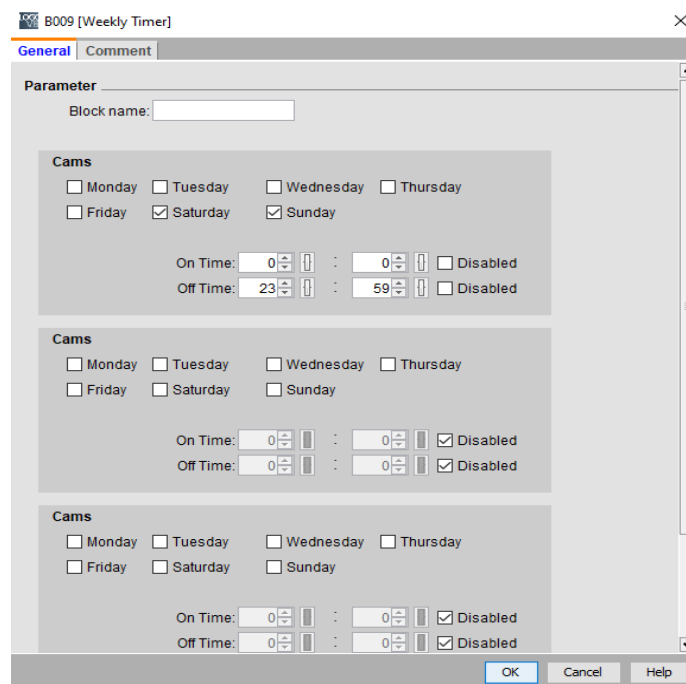 B009 [Weekly Timer]
General Comment
Parameter
Block name:
Cams
Monday Tuesday Wednesday Thursday
Friday Saturday Sunday
On Time: 0 : 0 Disabled
Off Time: 23 : 59 Disabled
Cams
Monday Tuesday Wednesday Thursday
Friday Saturday Sunday
On Time: 0 : 0 Disabled
Off Time: 0 : 0 Disabled
Cams
Monday Tuesday Wednesday Thursday
Friday Saturday Sunday
On Time: 0 : 0 Disabled
Off Time: 0 : 0 Disabled
OK Cancel Help